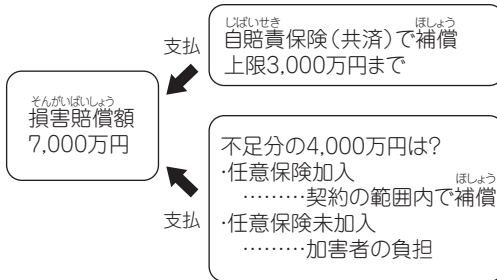 じばいせき ほしょう
自賠責保険（共済）で補償
上限3,000万円まで
支払
そんがいばいしょう
損害賠償額
7,000万円
不足分の4,000万円は?
・任意保険加入
ほしょう
………契約の範囲内で補償
・任意保険未加入
………加害者の負担
支払